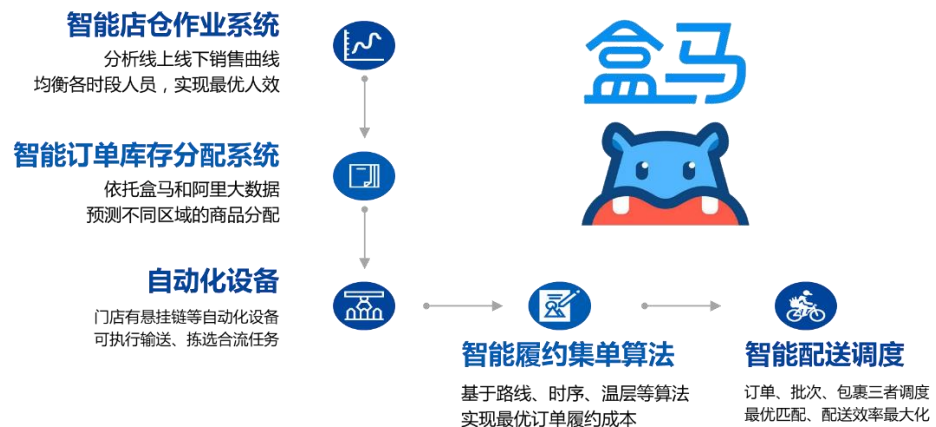 智能店仓作业系统
分析线上线下销售曲线
均衡各时段人员，实现最优人效
盒马
智能订单库存分配系统
依托盒马和阿里大数据
预测不同区域的商品分配
自动化设备
门店有悬挂链等自动化设备
可执行输送、拣选合流任务
智能履约集单算法
基于路线、时序、温层等算法
实现最优订单履约成本
智能配送调度
订单、批次、包裹三者调度
最优匹配、配送效率最大化